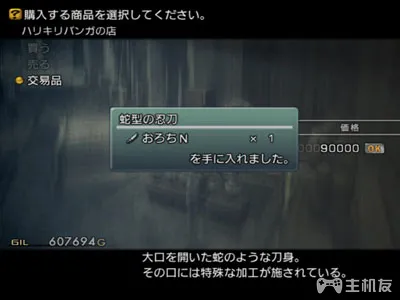 購入する商品を選択してください。
ハリキリバンガの店
買う
売る
交易品
蛇型の忍刀
おろちN × 1
を手に入れました。
価格
90000 OK
GIL 607694G
大口を開いた蛇のような刀身。
その口には特殊な加工が施されている。
主机友